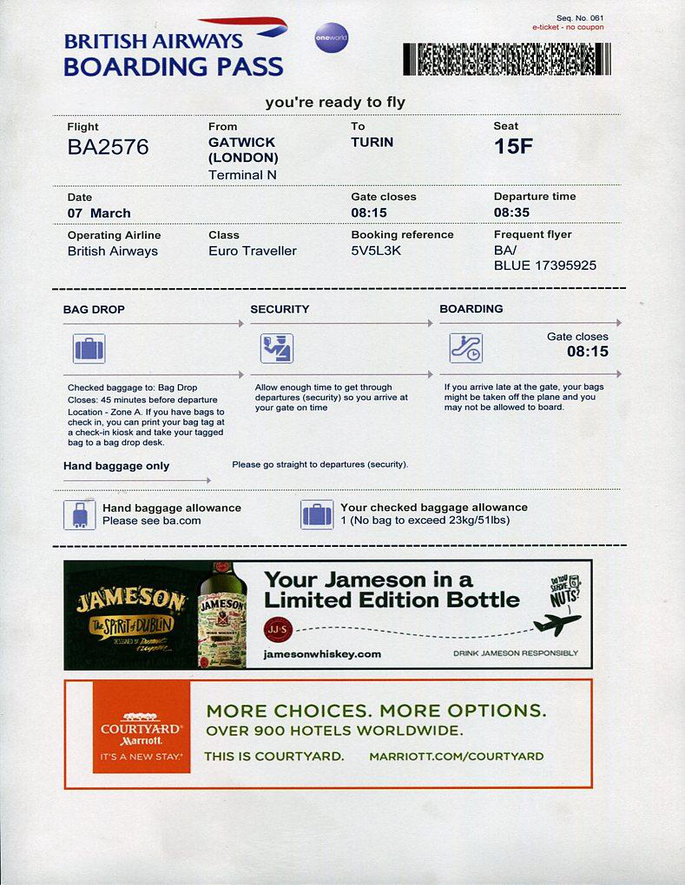 Seq. No. 061
e-ticket - no coupon
BRITISH AIRWAYS
oneworld
BOARDING PASS
you're ready to fly
Flight From To Seat
BA2576 GATWICK TURIN 15F
(LONDON)
Terminal N
Date Gate closes Departure time
07 March 08:15 08:35
Operating Airline Class Booking reference Frequent flyer
British Airways Euro Traveller 5V5L3K BA/
BLUE 17395925
BAG DROP SECURITY BOARDING
Gate closes
08:15
Checked baggage to: Bag Drop
Closes: 45 minutes before departure
Location - Zone A. If you have bags to
check in, you can print your bag tag at
a check-in kiosk and take your tagged
bag to a bag drop desk.
Allow enough time to get through
departures (security) so you arrive at
your gate on time
If you arrive late at the gate, your bags
might be taken off the plane and you
may not be allowed to board.
Hand baggage only Please go straight to departures (security).
Hand baggage allowance
Please see ba.com
Your checked baggage allowance
1 (No bag to exceed 23kg/51lbs)
JAMESON
THE SPIRIT of DUBLIN
DESIGNED BY
JAMESON
Your Jameson in a
Limited Edition Bottle
DO YOU
SERVE
NUTS?
JJ&S
jamesonwhiskey.com DRINK JAMESON RESPONSIBLY
COURTYARD
Marriott.
IT'S A NEW STAY.
MORE CHOICES. MORE OPTIONS.
OVER 900 HOTELS WORLDWIDE.
THIS IS COURTYARD. MARRIOTT.COM/COURTYARD